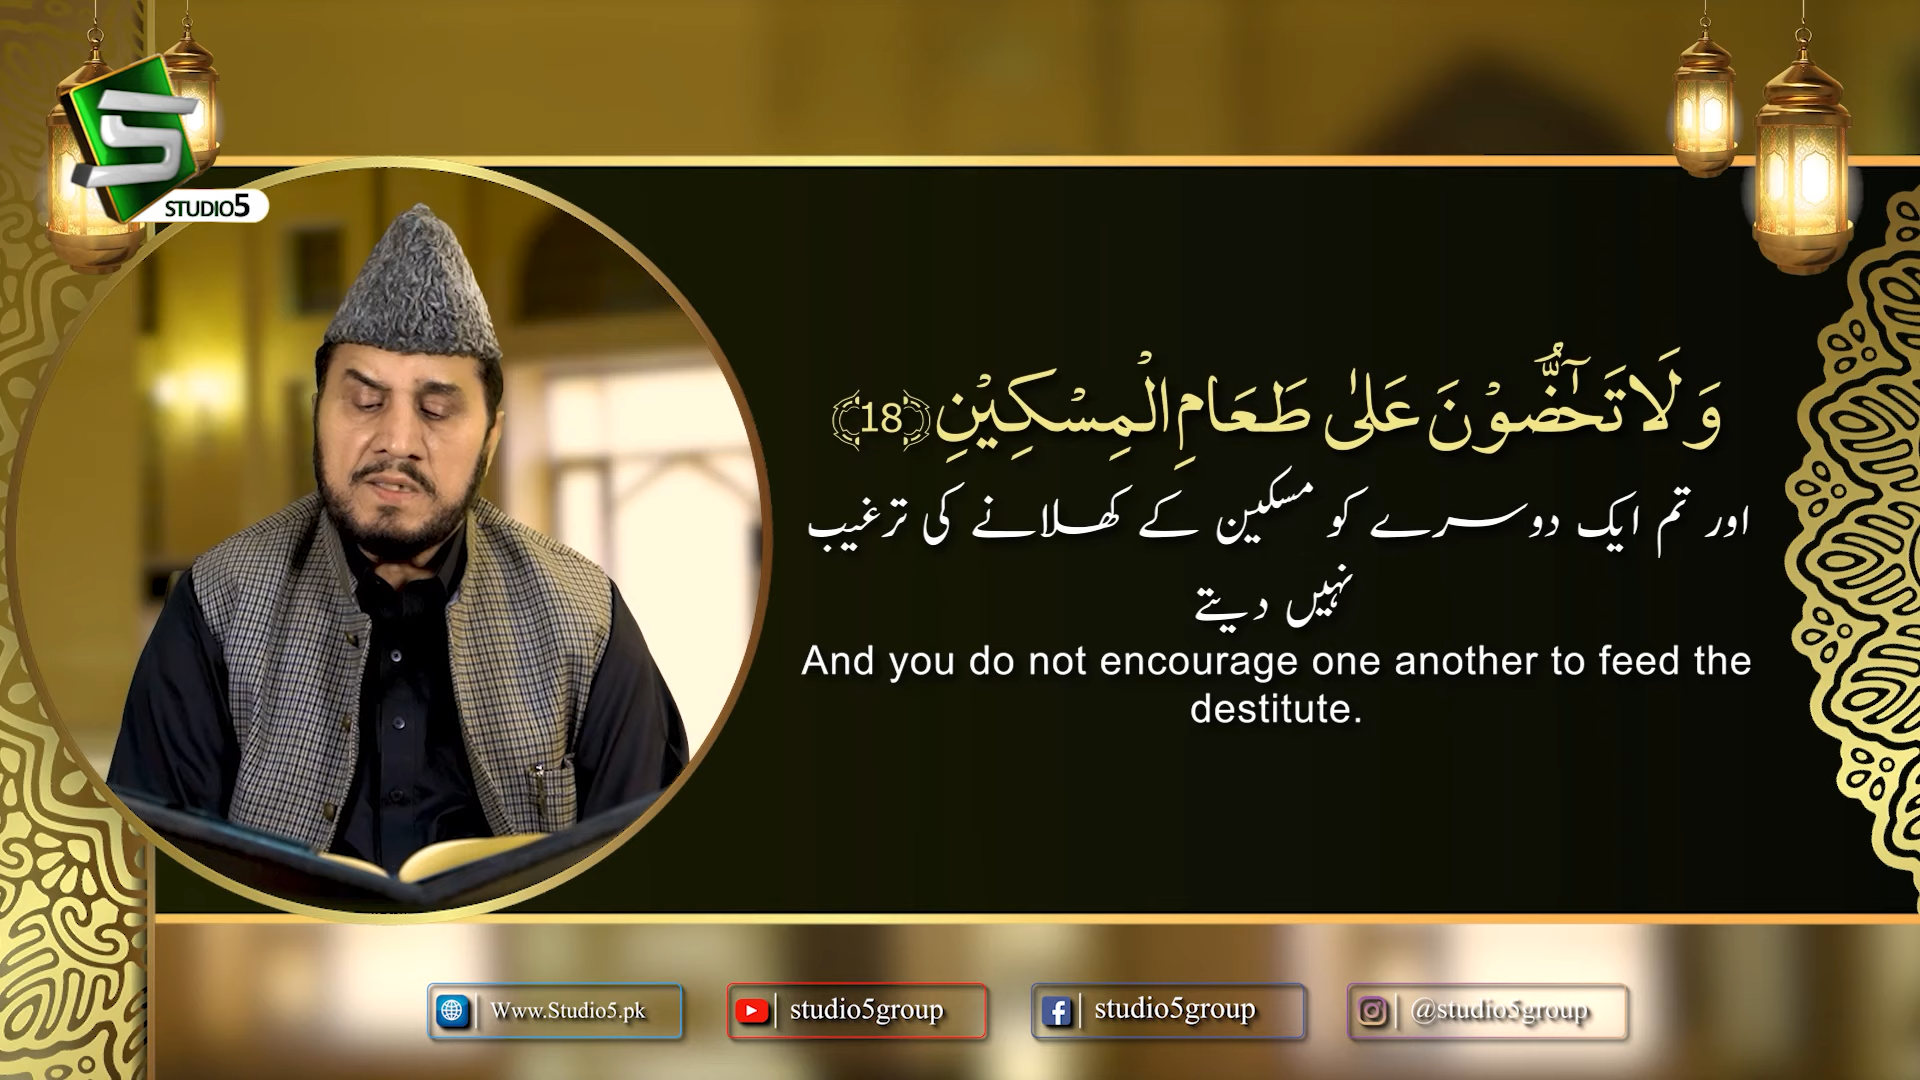 STUDIO5
وَ لَا تَحٰٓضُّوْنَ عَلٰى طَعَامِ الْمِسْكِیْنِ ﴿18﴾
اور تم ایک دوسرے کو مسکین کے کھلانے کی ترغیب
نہیں دیتے
And you do not encourage one another to feed the
destitute.
Www.Studio5.pk
studio5group
studio5group
@studio5group